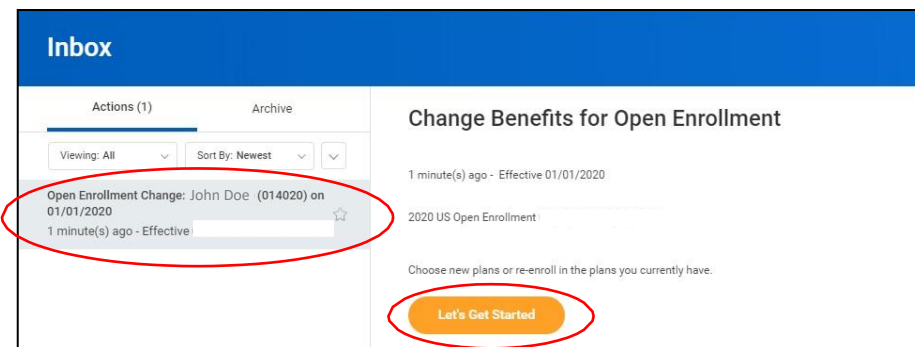 Inbox
Actions (1)
Archive
Viewing: All
Sort By: Newest
Open Enrollment Change: John Doe (014020) on
01/01/2020
1 minute(s) ago - Effective
Change Benefits for Open Enrollment
1 minute(s) ago - Effective 01/01/2020
2020 US Open Enrollment
Choose new plans or re-enroll in the plans you currently have.
Let's Get Started